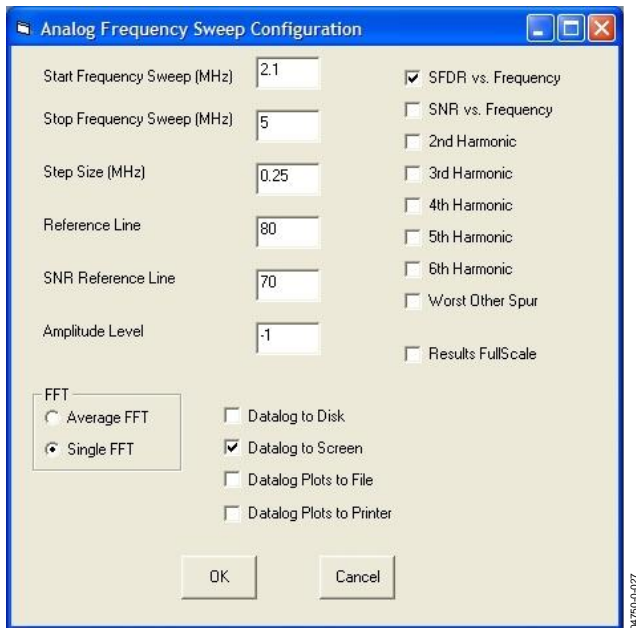 Analog Frequency Sweep Configuration
Start Frequency Sweep (MHz)
2.1
Stop Frequency Sweep (MHz)
5
Step Size (MHz)
0.25
Reference Line
80
SNR Reference Line
70
Amplitude Level
-1
SFDR vs. Frequency
SNR vs. Frequency
2nd Harmonic
3rd Harmonic
4th Harmonic
5th Harmonic
6th Harmonic
Worst Other Spur
Results FullScale
FFT
Average FFT
Single FFT
Datalog to Disk
Datalog to Screen
Datalog Plots to File
Datalog Plots to Printer
OK
Cancel
04750-0-027